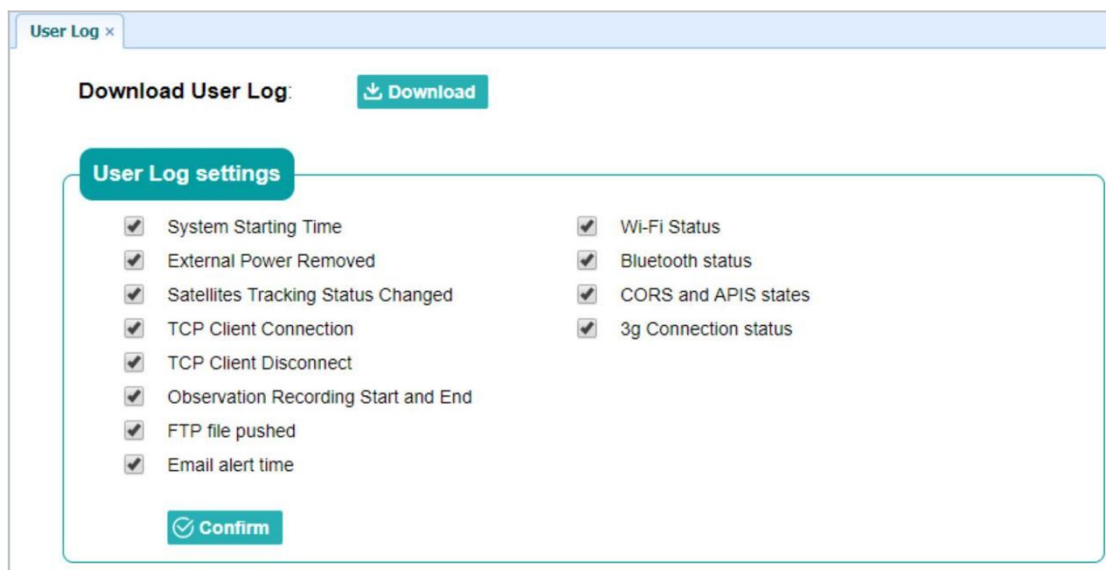 User Log ×
Download User Log:
Download
User Log settings
System Starting Time
External Power Removed
Satellites Tracking Status Changed
TCP Client Connection
TCP Client Disconnect
Observation Recording Start and End
FTP file pushed
Email alert time
Wi-Fi Status
Bluetooth status
CORS and APIS states
3g Connection status
Confirm